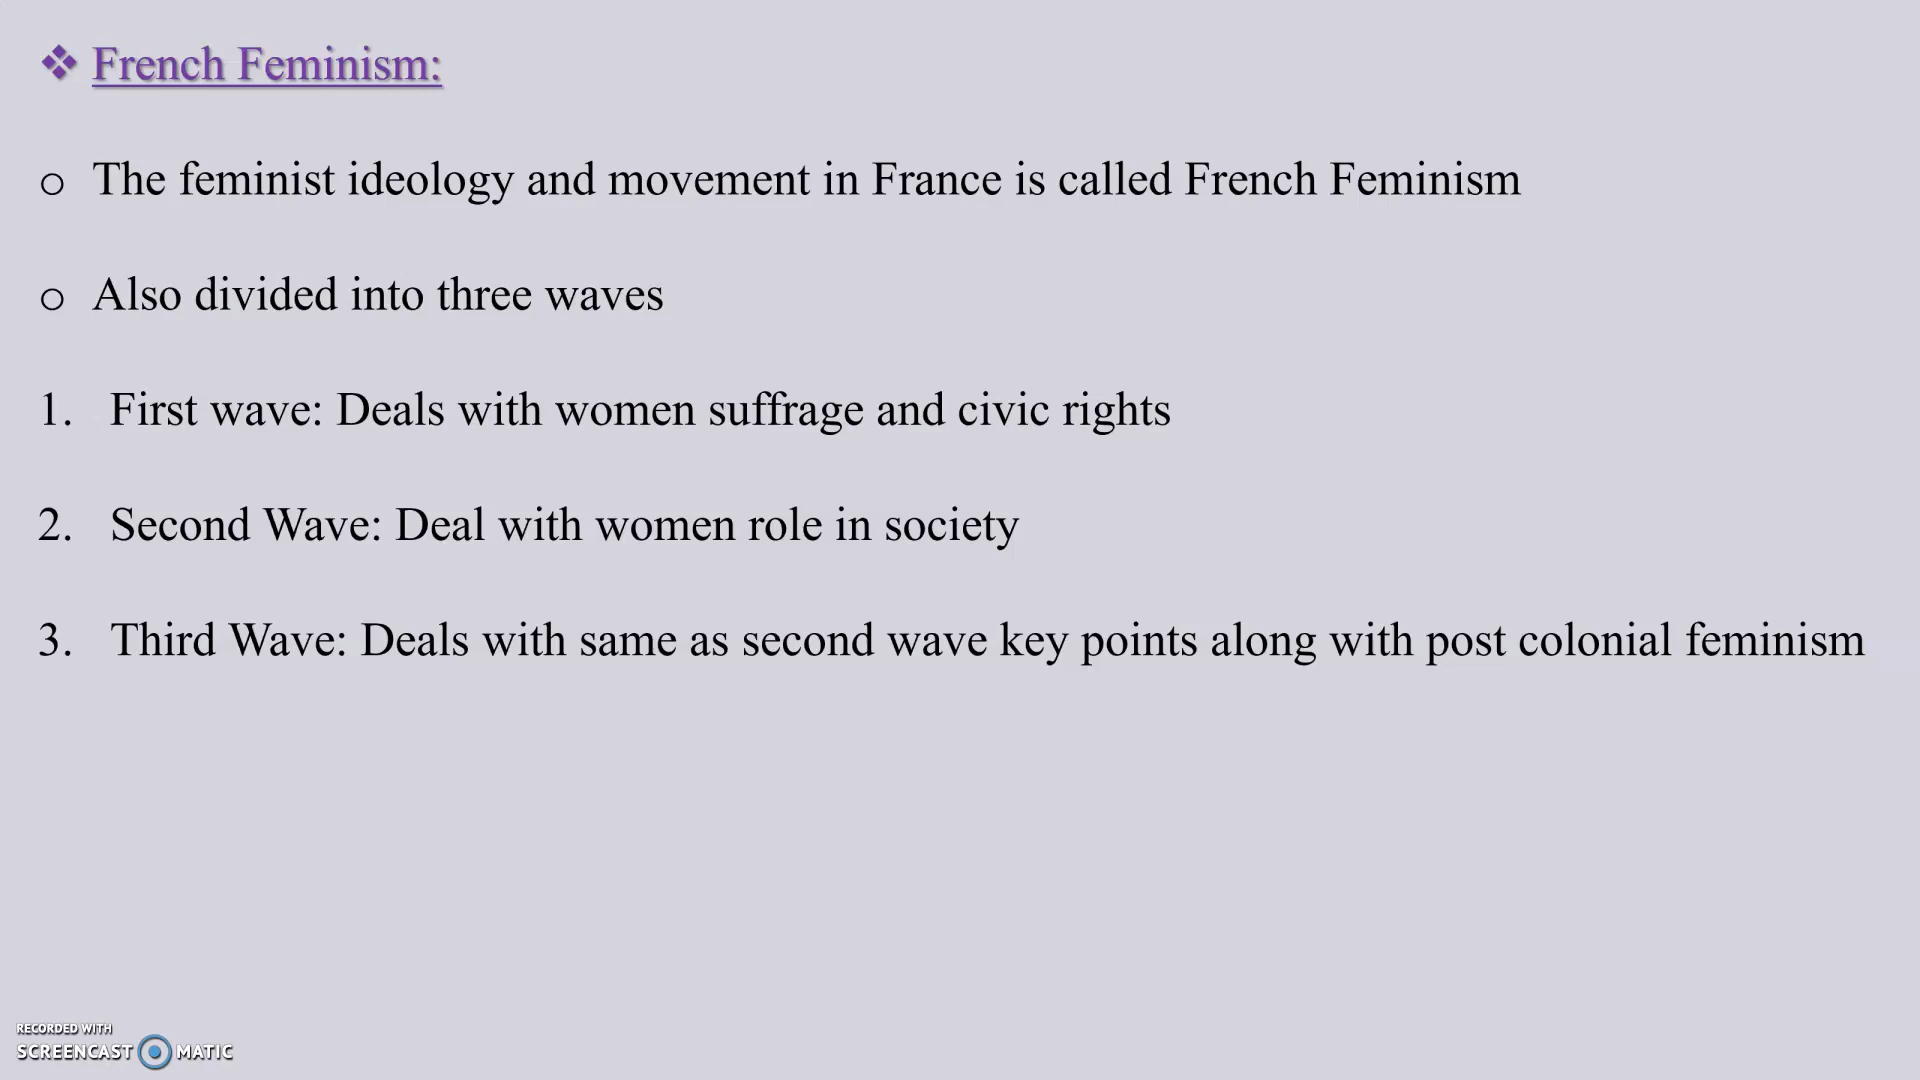 ❖ French Feminism:
o The feminist ideology and movement in France is called French Feminism
o Also divided into three waves
1. First wave: Deals with women suffrage and civic rights
2. Second Wave: Deal with women role in society
3. Third Wave: Deals with same as second wave key points along with post colonial feminism
RECORDED WITH
SCREENCAST MATIC